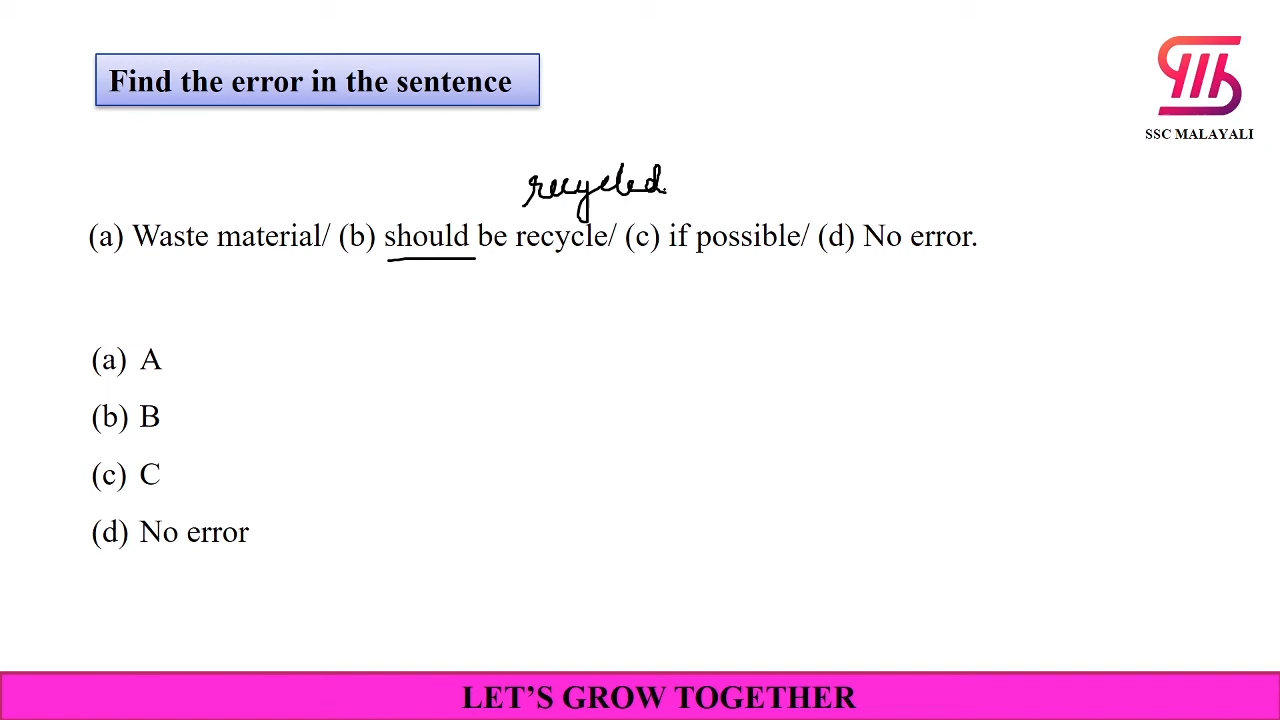 Find the error in the sentence
SSC MALAYALI
recycled
(a) Waste material/ (b) should be recycle/ (c) if possible/ (d) No error.
(a) A
(b) B
(c) C
(d) No error
LET’S GROW TOGETHER